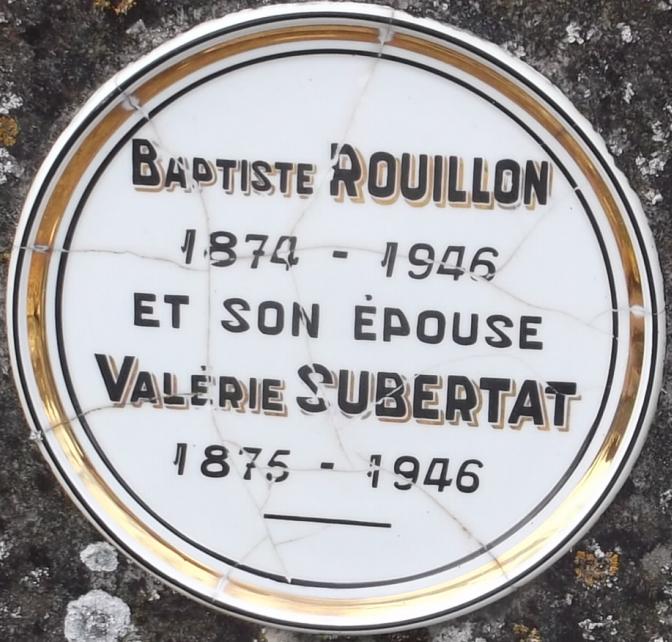 BAPTISTE ROUILLON
1874 - 1946
ET SON ÉPOUSE
VALÉRIE SUBERTAT
1875 - 1946